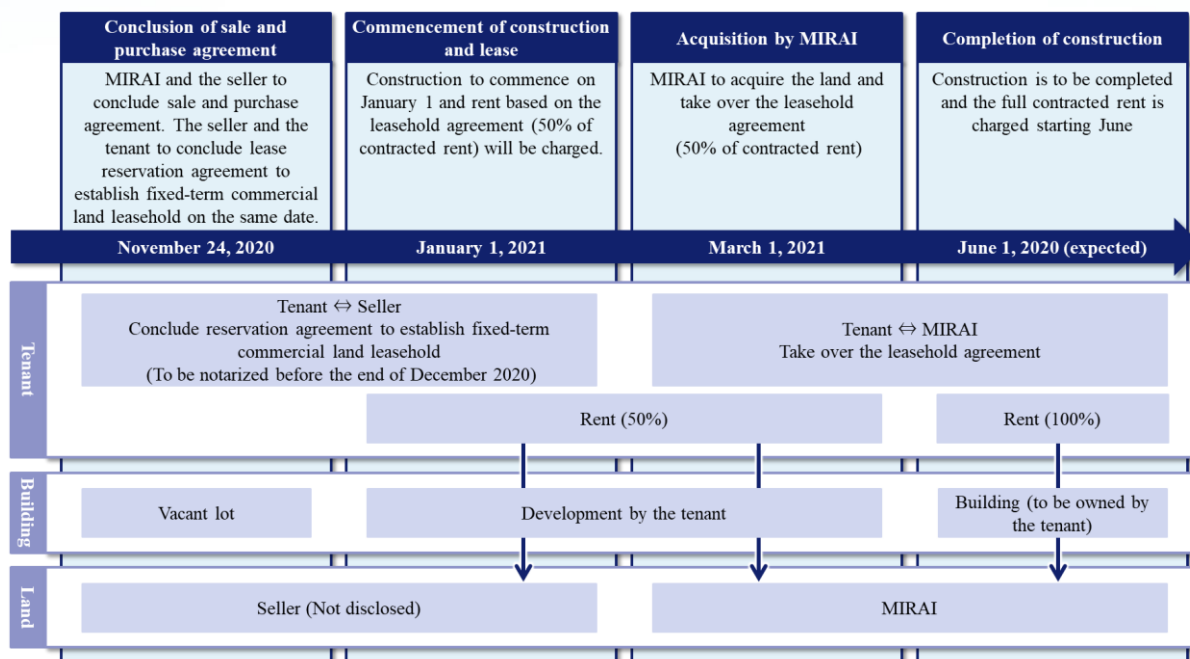 Conclusion of sale and
purchase agreement
MIRAI and the seller to
conclude sale and purchase
agreement. The seller and the
tenant to conclude lease
reservation agreement to
establish fixed-term commercial
land leasehold on the same date.
Commencement of construction
and lease
Construction to commence on
January 1 and rent based on the
leasehold agreement (50% of
contracted rent) will be charged.
Acquisition by MIRAI
MIRAI to acquire the land and
take over the leasehold
agreement
(50% of contracted rent)
Completion of construction
Construction is to be completed
and the full contracted rent is
charged starting June
November 24, 2020
January 1, 2021
March 1, 2021
June 1, 2020 (expected)
Tenant
Tenant ⇔ Seller
Conclude reservation agreement to establish fixed-term
commercial land leasehold
(To be notarized before the end of December 2020)
Tenant ⇔ MIRAI
Take over the leasehold agreement
Rent (50%)
Rent (100%)
Building
Vacant lot
Development by the tenant
Building (to be owned by
the tenant)
Land
Seller (Not disclosed)
MIRAI